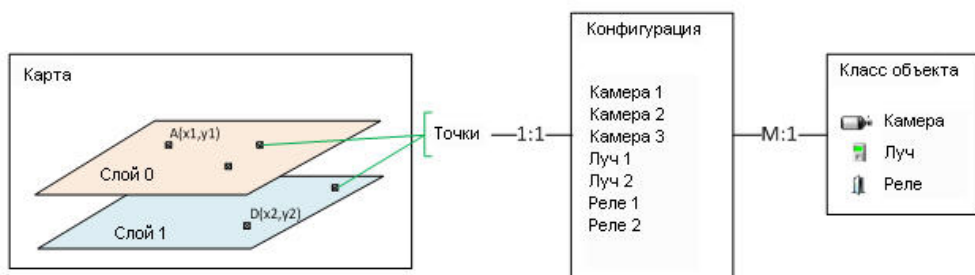 Карта
A(x1,y1)
Слой 0
D(x2,y2)
Слой 1
Точки
1:1
Конфигурация
Камера 1
Камера 2
Камера 3
Луч 1
Луч 2
Реле 1
Реле 2
M:1
Класс объекта
Камера
Луч
Реле